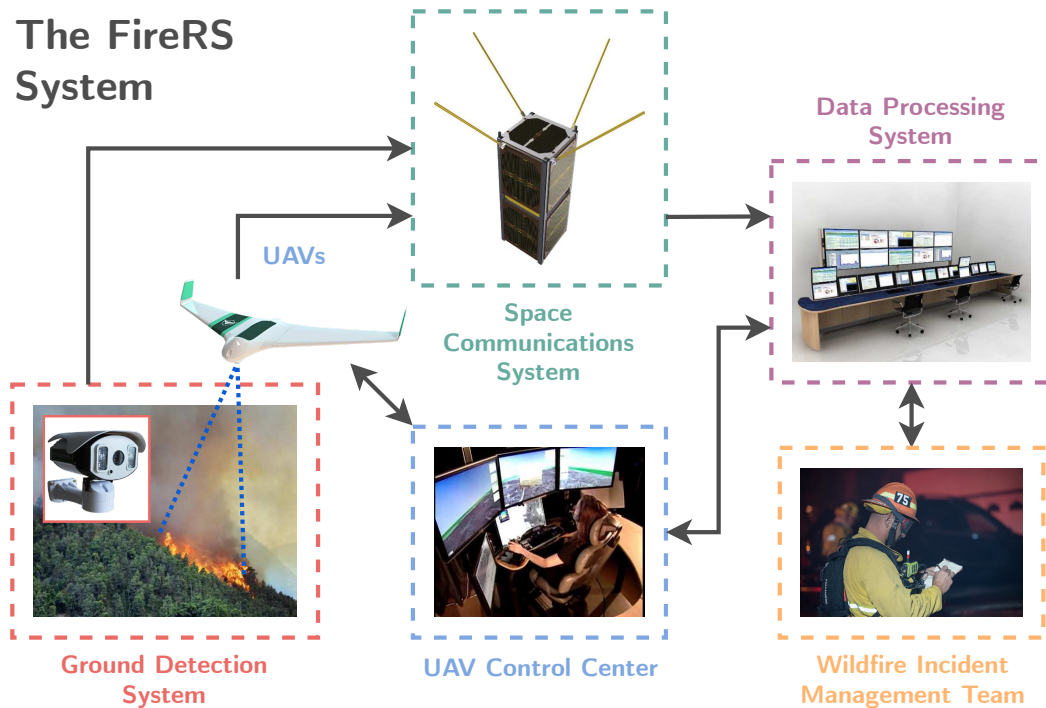 The FireRS
System
Data Processing
System
UAVs
Space
Communications
System
75
Ground Detection
System
UAV Control Center
Wildfire Incident
Management Team